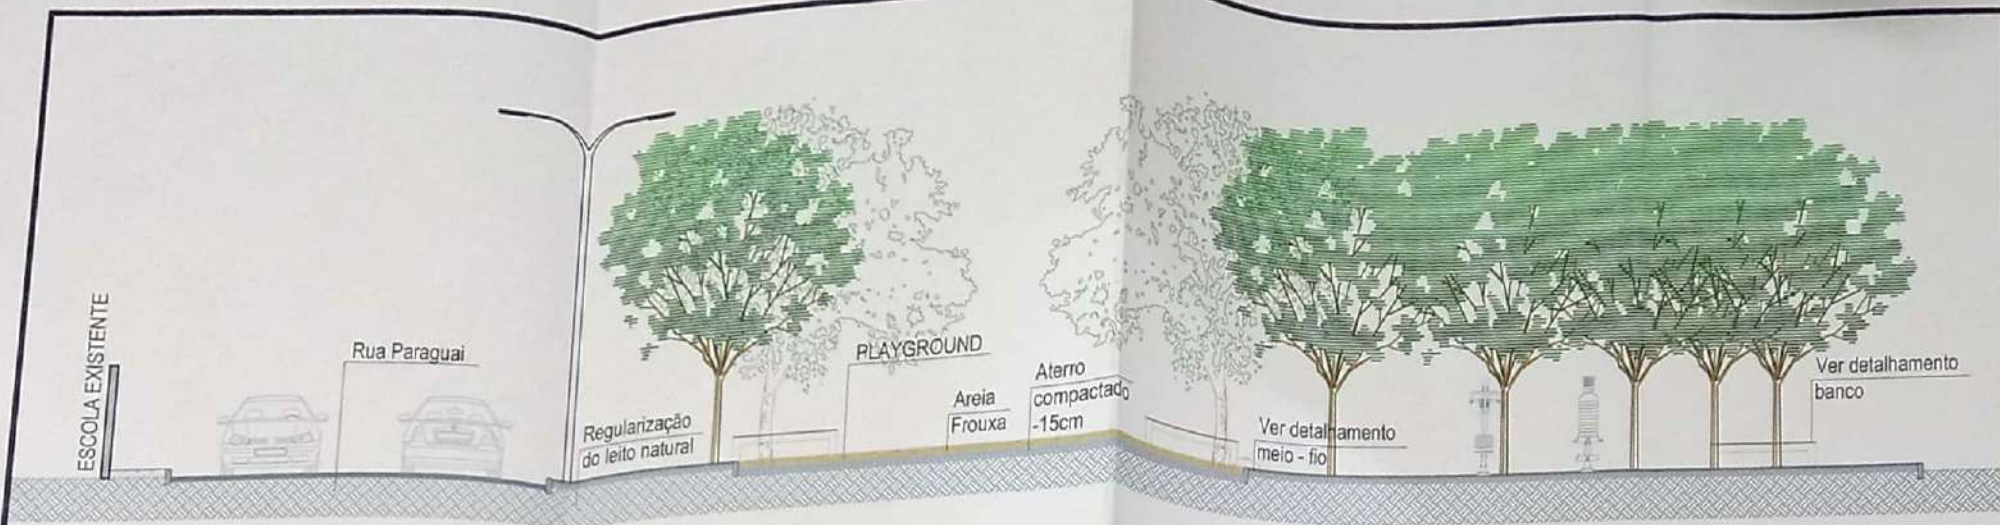 ESCOLA EXISTENTE
Rua Paraguai
Regularização
do leito natural
PLAYGROUND
Areia
Frouxa
Aterro
compactado
-15cm
Ver detalhamento
meio - fio
Ver detalhamento
banco